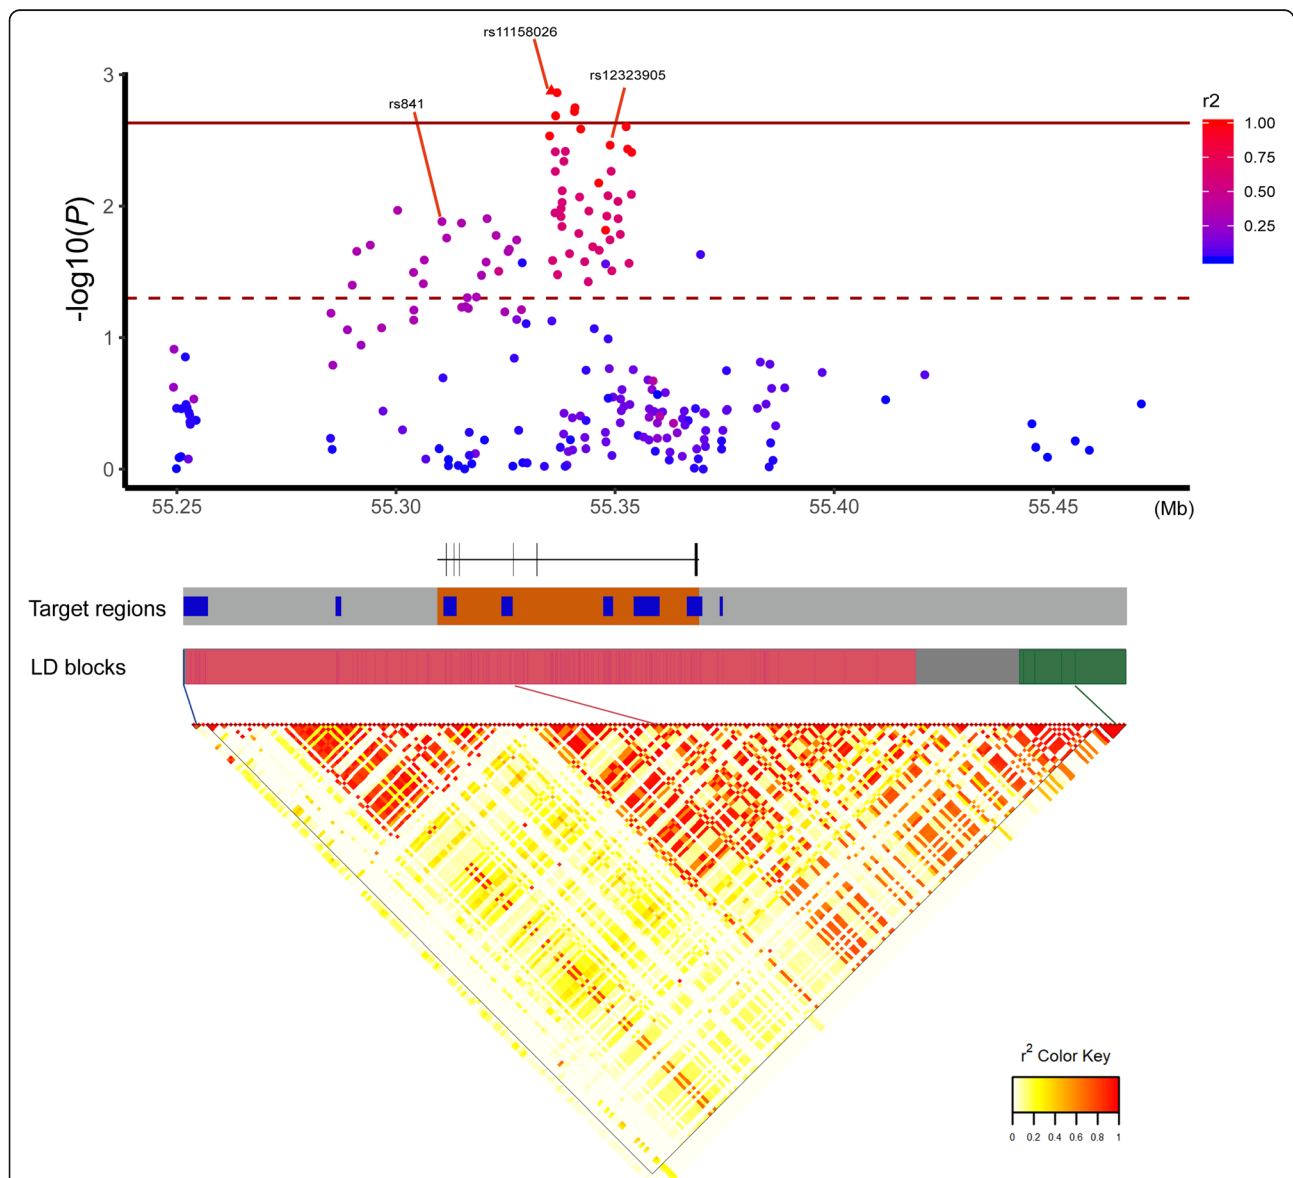 rs11158026
rs12323905
rs841
3
2
1
0
-log10(P)
r2
1.00
0.75
0.50
0.25
55.25
55.30
55.35
55.40
55.45
(Mb)
Target regions
LD blocks
r2 Color Key
0 0.2 0.4 0.6 0.8 1